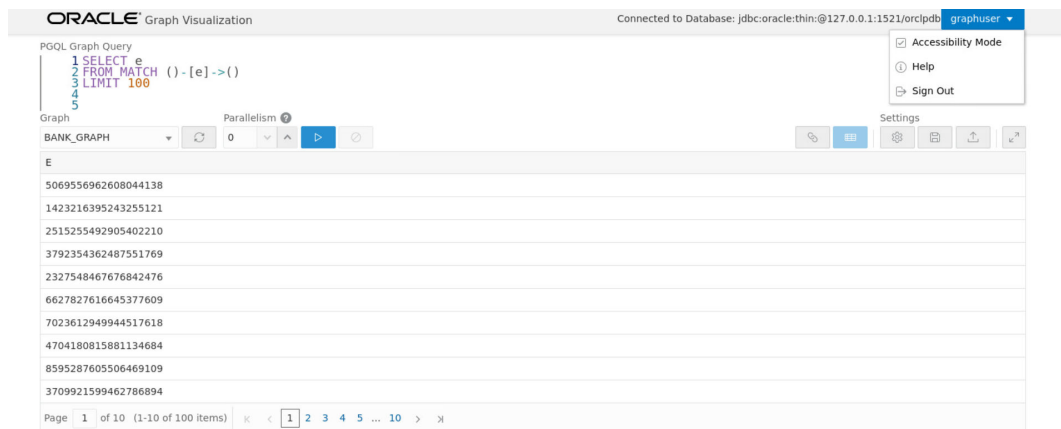 ORACLE Graph Visualization
Connected to Database: jdbc:oracle:thin:@127.0.0.1:1521/orclpdb graphuser
Accessibility Mode
Help
Sign Out
PGQL Graph Query
1 SELECT e
2 FROM MATCH ()-[e]->()
3 LIMIT 100
4
5
Graph Parallelism Settings
BANK_GRAPH 0
E
5069556962608044138
1423216395243255121
2515255492905402210
3792354362487551769
2327548467676842476
6627827616645377609
7023612949944517618
4704180815881134684
8595287605506469109
3709921599462786894
Page 1 of 10 (1-10 of 100 items) 1 2 3 4 5 ... 10